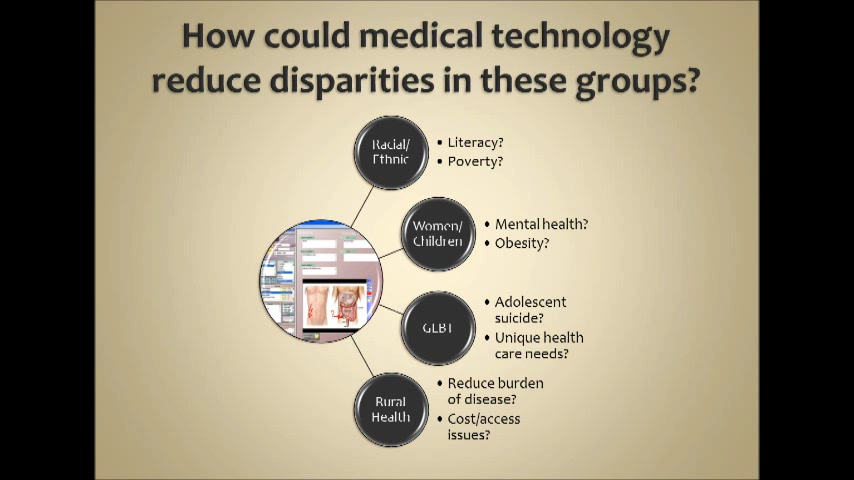 How could medical technology
reduce disparities in these groups?
Racial/
Ethnic
• Literacy?
• Poverty?
Women/
Children
• Mental health?
• Obesity?
GLBT
• Adolescent
suicide?
• Unique health
care needs?
Rural
Health
• Reduce burden
of disease?
• Cost/access
issues?